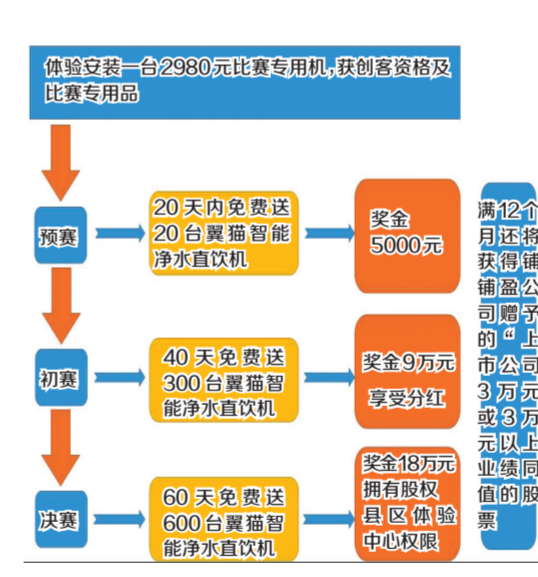 体验安装一台2980元比赛专用机,获创客资格及
比赛专用品
预赛
20天内免费送
20台翼猫智能
净水直饮机
奖金
5000元
初赛
40天免费送
300台翼猫智
能净水直饮机
奖金9万元
享受分红
决赛
60天免费送
600台翼猫智
能净水直饮机
奖金18万元
拥有股权
县区体验
中心权限
满12个
月还将
获得铺
铺盈公
司赠予
的“上
市公司
3万元
或3万
元以上
业绩同
值的股
票